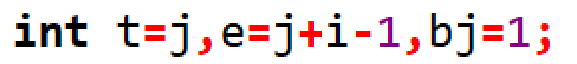 int t=j,e=j+i-1,bj=1;